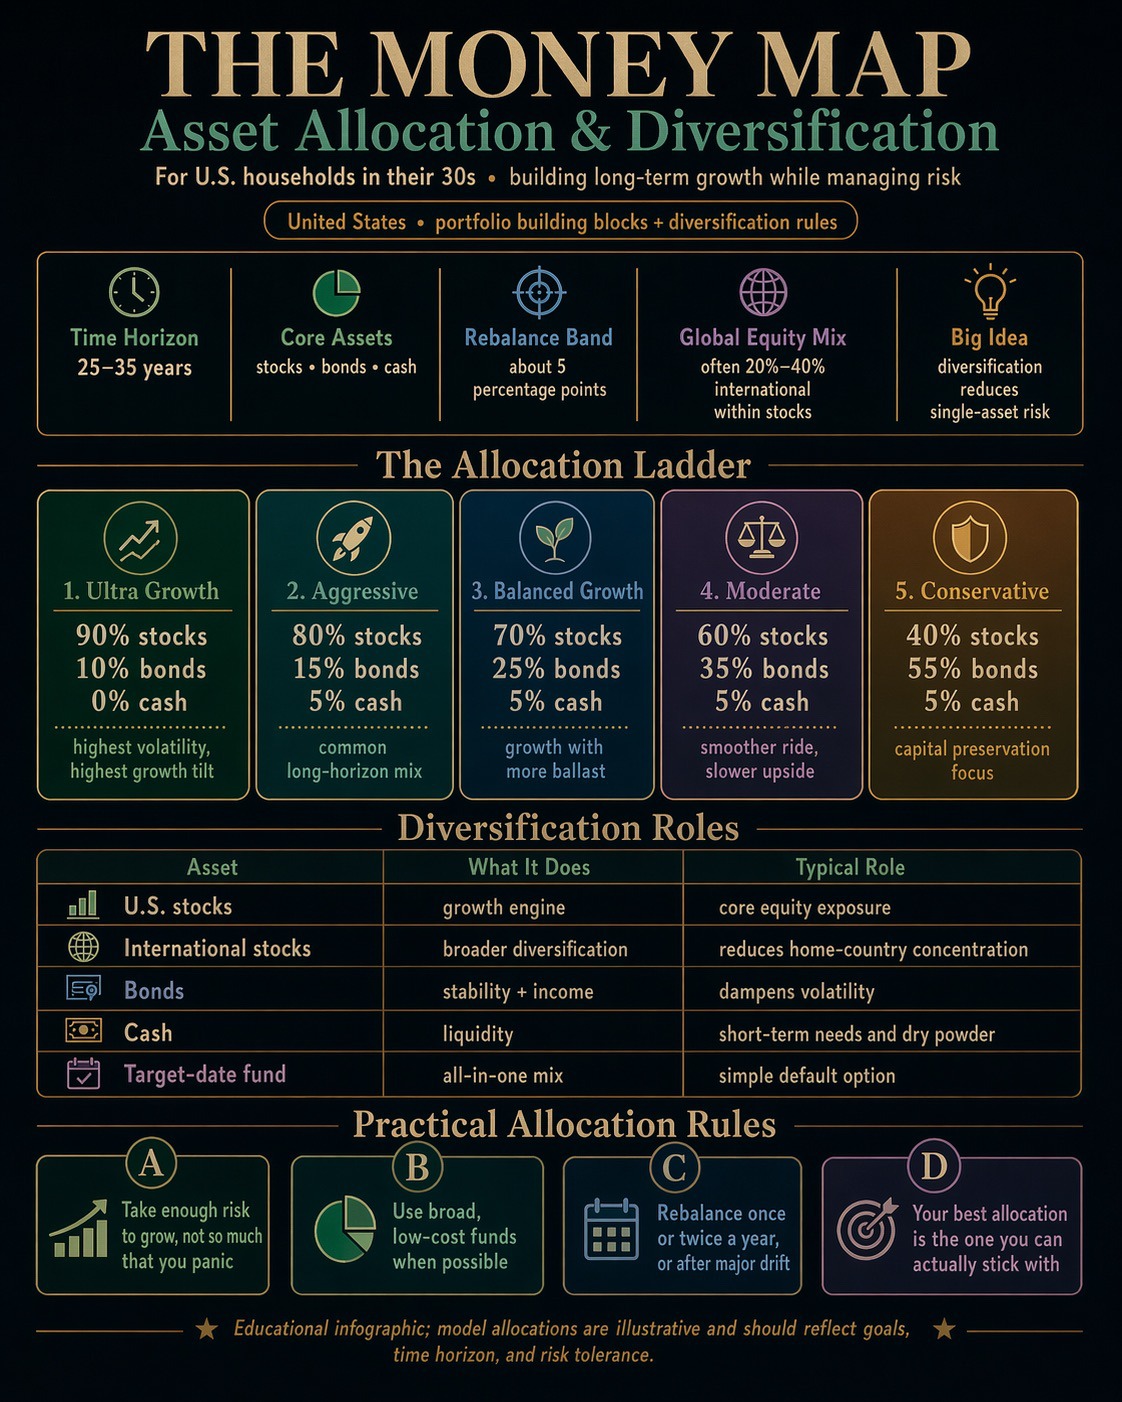 THE MONEY MAP
Asset Allocation & Diversification
For U.S. households in their 30s • building long-term growth while managing risk
United States • portfolio building blocks + diversification rules
Time Horizon
25–35 years
Core Assets
stocks • bonds • cash
Rebalance Band
about 5
percentage points
Global Equity Mix
often 20%–40%
international
within stocks
Big Idea
diversification
reduces
single-asset risk
The Allocation Ladder
1. Ultra Growth
90% stocks
10% bonds
0% cash
highest volatility,
highest growth tilt
2. Aggressive
80% stocks
15% bonds
5% cash
common
long-horizon mix
3. Balanced Growth
70% stocks
25% bonds
5% cash
growth with
more ballast
4. Moderate
60% stocks
35% bonds
5% cash
smoother ride,
slower upside
5. Conservative
40% stocks
55% bonds
5% cash
capital preservation
focus
Diversification Roles
Asset What It Does Typical Role
U.S. stocks growth engine core equity exposure
International stocks broader diversification reduces home-country concentration
Bonds stability + income dampens volatility
Cash liquidity short-term needs and dry powder
Target-date fund all-in-one mix simple default option
Practical Allocation Rules
A
Take enough risk
to grow, not so much
that you panic
B
Use broad,
low-cost funds
when possible
C
Rebalance once
or twice a year,
or after major drift
D
Your best allocation
is the one you can
actually stick with
Educational infographic; model allocations are illustrative and should reflect goals,
time horizon, and risk tolerance.